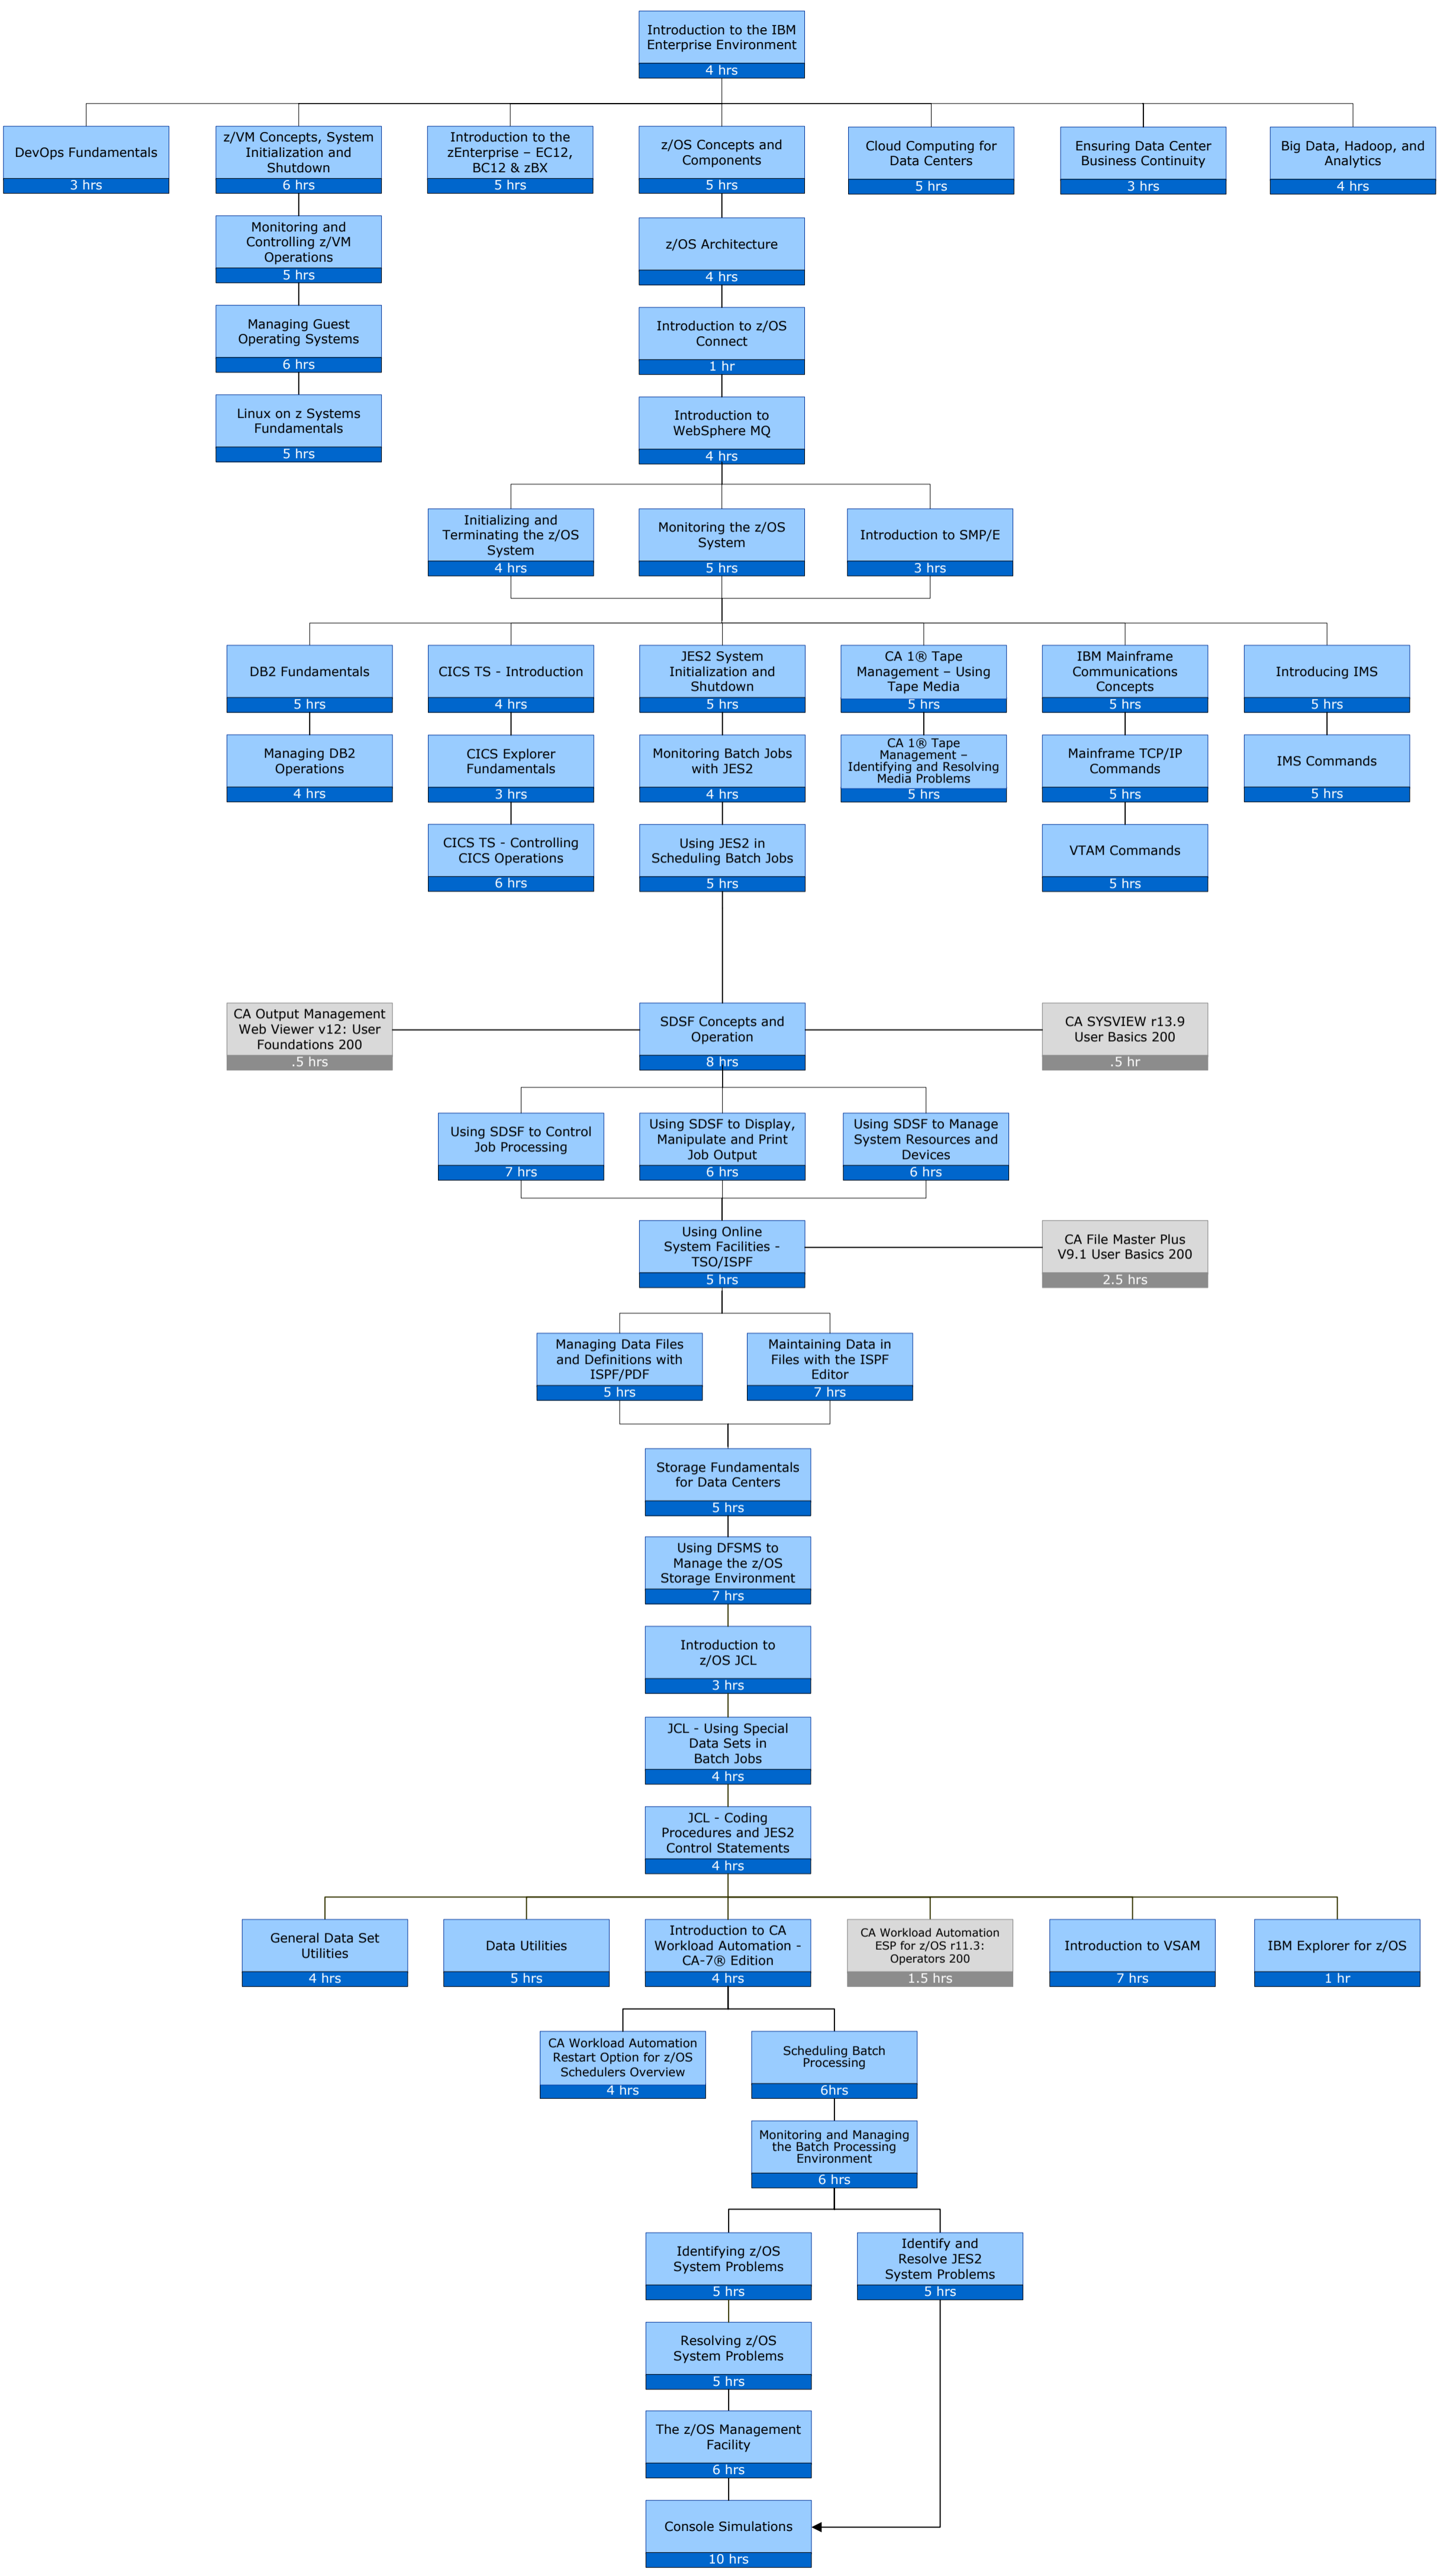 Introduction to the IBM
Enterprise Environment
4 hrs
DevOps Fundamentals
3 hrs
z/VM Concepts, System
Initialization and
Shutdown
6 hrs
Introduction to the
zEnterprise – EC12,
BC12 & zBX
5 hrs
z/OS Concepts and
Components
5 hrs
Cloud Computing for
Data Centers
5 hrs
Ensuring Data Center
Business Continuity
3 hrs
Big Data, Hadoop, and
Analytics
4 hrs
Monitoring and
Controlling z/VM
Operations
5 hrs
z/OS Architecture
4 hrs
Managing Guest
Operating Systems
6 hrs
Introduction to z/OS
Connect
1 hr
Linux on z Systems
Fundamentals
5 hrs
Introduction to
WebSphere MQ
4 hrs
Initializing and
Terminating the z/OS
System
4 hrs
Monitoring the z/OS
System
5 hrs
Introduction to SMP/E
3 hrs
DB2 Fundamentals
5 hrs
CICS TS - Introduction
4 hrs
JES2 System
Initialization and
Shutdown
5 hrs
CA 1® Tape
Management – Using
Tape Media
5 hrs
IBM Mainframe
Communications
Concepts
5 hrs
Introducing IMS
5 hrs
Managing DB2
Operations
4 hrs
CICS Explorer
Fundamentals
3 hrs
Monitoring Batch Jobs
with JES2
4 hrs
CA 1® Tape
Management –
Identifying and Resolving
Media Problems
5 hrs
Mainframe TCP/IP
Commands
5 hrs
IMS Commands
5 hrs
CICS TS - Controlling
CICS Operations
6 hrs
Using JES2 in
Scheduling Batch Jobs
5 hrs
VTAM Commands
5 hrs
CA Output Management
Web Viewer v12: User
Foundations 200
.5 hrs
SDSF Concepts and
Operation
8 hrs
CA SYSVIEW r13.9
User Basics 200
.5 hr
Using SDSF to Control
Job Processing
7 hrs
Using SDSF to Display,
Manipulate and Print
Job Output
6 hrs
Using SDSF to Manage
System Resources and
Devices
6 hrs
Using Online
System Facilities -
TSO/ISPF
5 hrs
CA File Master Plus
V9.1 User Basics 200
2.5 hrs
Managing Data Files
and Definitions with
ISPF/PDF
5 hrs
Maintaining Data in
Files with the ISPF
Editor
7 hrs
Storage Fundamentals
for Data Centers
5 hrs
Using DFSMS to
Manage the z/OS
Storage Environment
7 hrs
Introduction to
z/OS JCL
3 hrs
JCL - Using Special
Data Sets in
Batch Jobs
4 hrs
JCL - Coding
Procedures and JES2
Control Statements
4 hrs
General Data Set
Utilities
4 hrs
Data Utilities
5 hrs
Introduction to CA
Workload Automation -
CA-7® Edition
4 hrs
CA Workload Automation
ESP for z/OS r11.3:
Operators 200
1.5 hrs
Introduction to VSAM
7 hrs
IBM Explorer for z/OS
1 hr
CA Workload Automation
Restart Option for z/OS
Schedulers Overview
4 hrs
Scheduling Batch
Processing
6hrs
Monitoring and Managing
the Batch Processing
Environment
6 hrs
Identifying z/OS
System Problems
5 hrs
Identify and
Resolve JES2
System Problems
5 hrs
Resolving z/OS
System Problems
5 hrs
The z/OS Management
Facility
6 hrs
Console Simulations
10 hrs